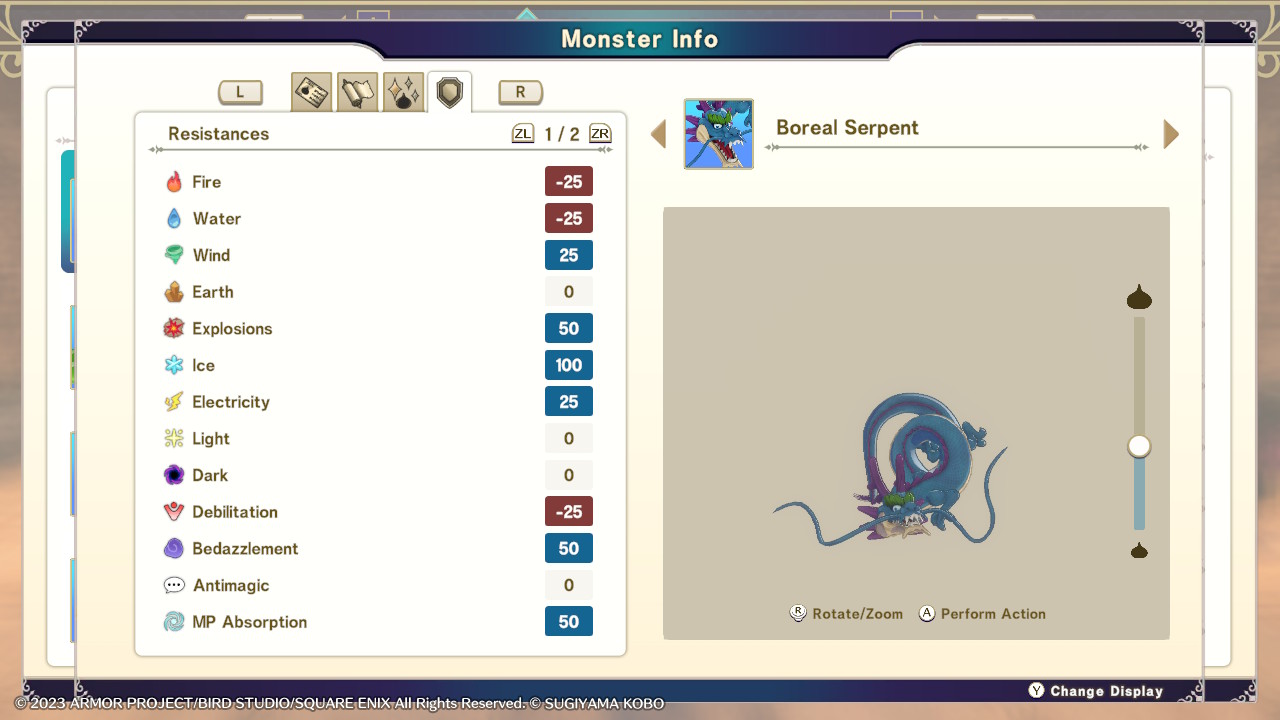 Monster Info
L
R
Resistances
ZL 1 / 2 ZR
Fire -25
Water -25
Wind 25
Earth 0
Explosions 50
Ice 100
Electricity 25
Light 0
Dark 0
Debilitation -25
Bedazzlement 50
Antimagic 0
MP Absorption 50
Boreal Serpent
R Rotate/Zoom A Perform Action
Y Change Display
© 2023 ARMOR PROJECT/BIRD STUDIO/SQUARE ENIX All Rights Reserved. © SUGIYAMA KOBO